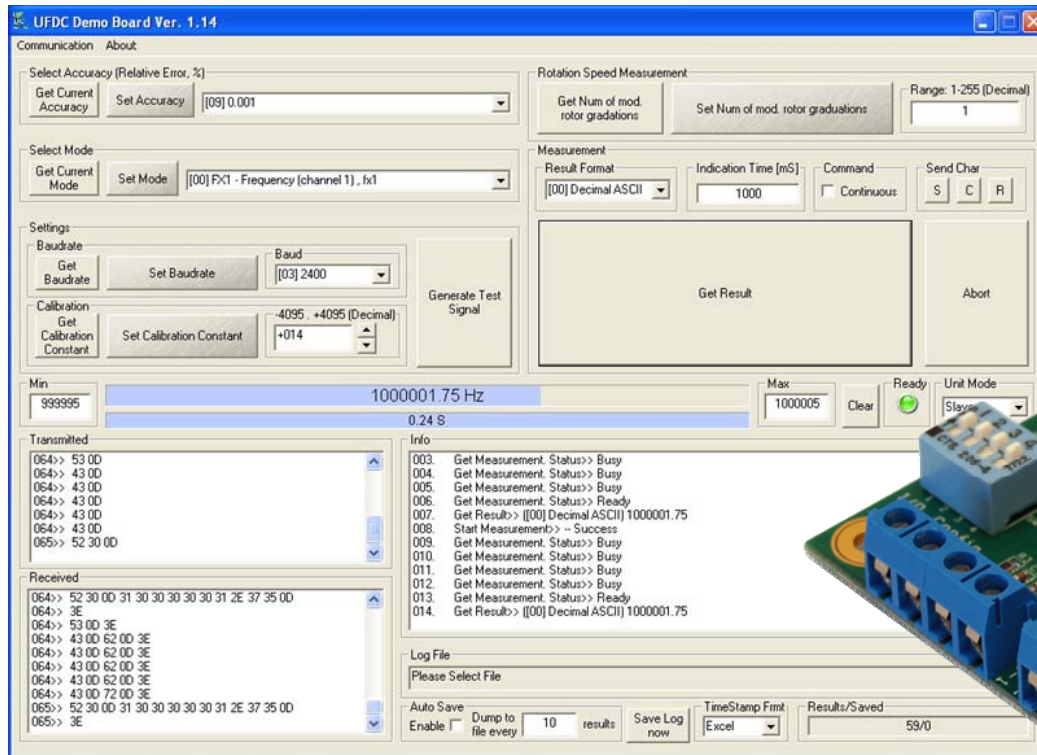 UFDC Demo Board Ver. 1.14
Communication About
Select Accuracy (Relative Error, %)
Get Current Accuracy
Set Accuracy
[09] 0.001
Rotation Speed Measurement
Get Num of mod. rotor gradations
Set Num of mod. rotor graduations
Range: 1-255 (Decimal)
1
Select Mode
Get Current Mode
Set Mode
[00] FX1 - Frequency (channel 1) , fx1
Measurement
Result Format
[00] Decimal ASCII
Indication Time [mS]
1000
Command
Continuous
Send Char
S C R
Settings
Baudrate
Get Baudrate
Set Baudrate
Baud
[03] 2400
Calibration
Get Calibration Constant
Set Calibration Constant
-4095 . +4095 (Decimal)
+014
Generate Test Signal
Get Result
Abort
Min
999995
1000001.75 Hz
0.24 S
Max
1000005
Clear
Ready
Unit Mode
Slave
Transmitted
064>> 53 0D
064>> 43 0D
064>> 43 0D
064>> 43 0D
064>> 43 0D
064>> 43 0D
065>> 52 30 0D
Info
003. Get Measurement. Status>> Busy
004. Get Measurement. Status>> Busy
005. Get Measurement. Status>> Busy
006. Get Measurement. Status>> Ready
007. Get Result>> ([00] Decimal ASCII) 1000001.75
008. Start Measurement>> -- Success
009. Get Measurement. Status>> Busy
010. Get Measurement. Status>> Busy
011. Get Measurement. Status>> Busy
012. Get Measurement. Status>> Busy
013. Get Measurement. Status>> Ready
014. Get Result>> ([00] Decimal ASCII) 1000001.75
Received
064>> 52 30 0D 31 30 30 30 30 30 31 2E 37 35 0D
064>> 3E
064>> 53 0D 3E
064>> 43 0D 62 0D 3E
064>> 43 0D 62 0D 3E
064>> 43 0D 62 0D 3E
064>> 43 0D 62 0D 3E
064>> 43 0D 72 0D 3E
065>> 52 30 0D 31 30 30 30 30 30 31 2E 37 35 0D
065>> 3E
Log File
Please Select File
Auto Save
Enable
Dump to file every
10
results
Save Log now
TimeStamp Frmt
Excel
Results/Saved
59/0
1 2 3 4
CTS 206-4